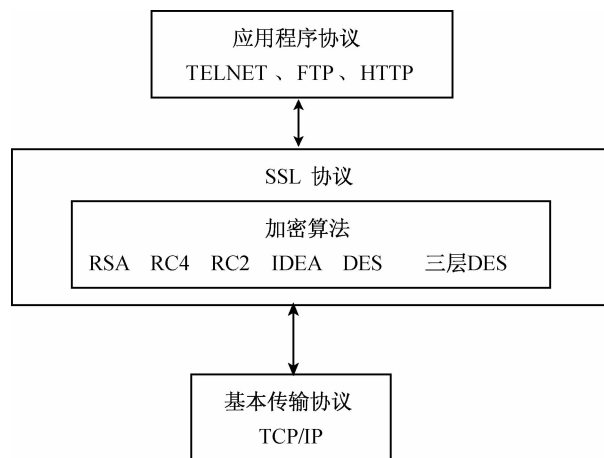 应用程序协议
TELNET 、FTP 、HTTP
SSL 协议
加密算法
RSA RC4 RC2 IDEA DES 三层DES
基本传输协议
TCP/IP